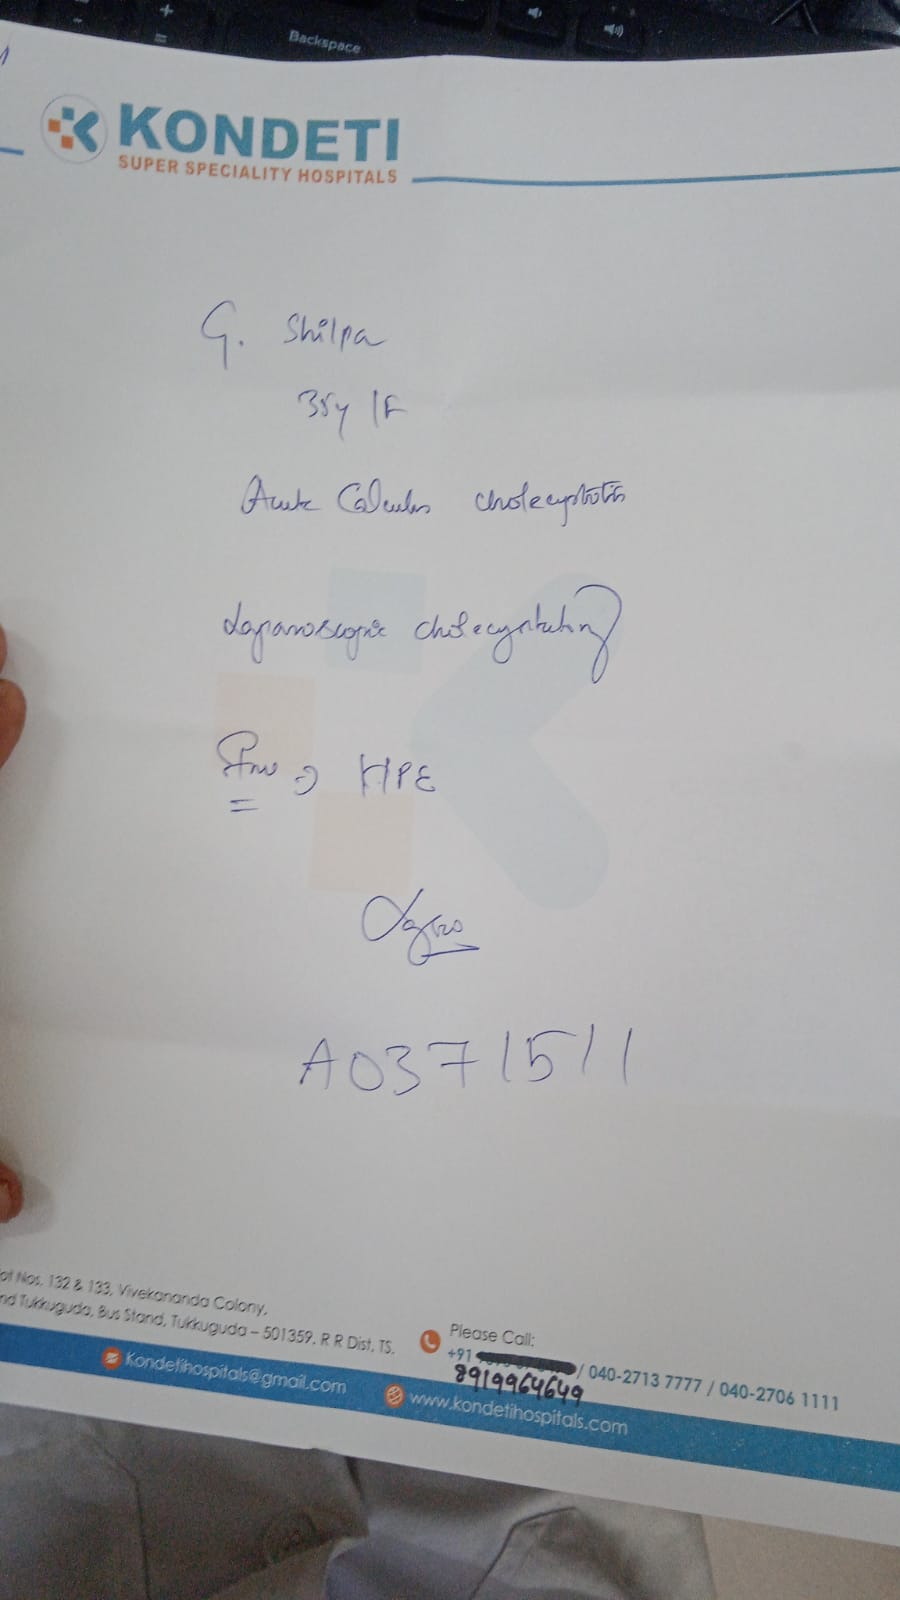 Backspace
KONDETI
SUPER SPECIALITY HOSPITALS
G. Shilpa
35y /F
Acute Calculus cholecystitis
Laparoscopic cholecystectomy
HPE
A0371511
Nos. 132 & 133, Vivekananda Colony,
Tukkuguda, Bus Stand, Tukkuguda – 501359. R R Dist, TS.
Please Call:
+91 / 040-2713 7777 / 040-2706 1111
8919964649
Kondetihospitals@gmail.com
www.kondetihospitals.com